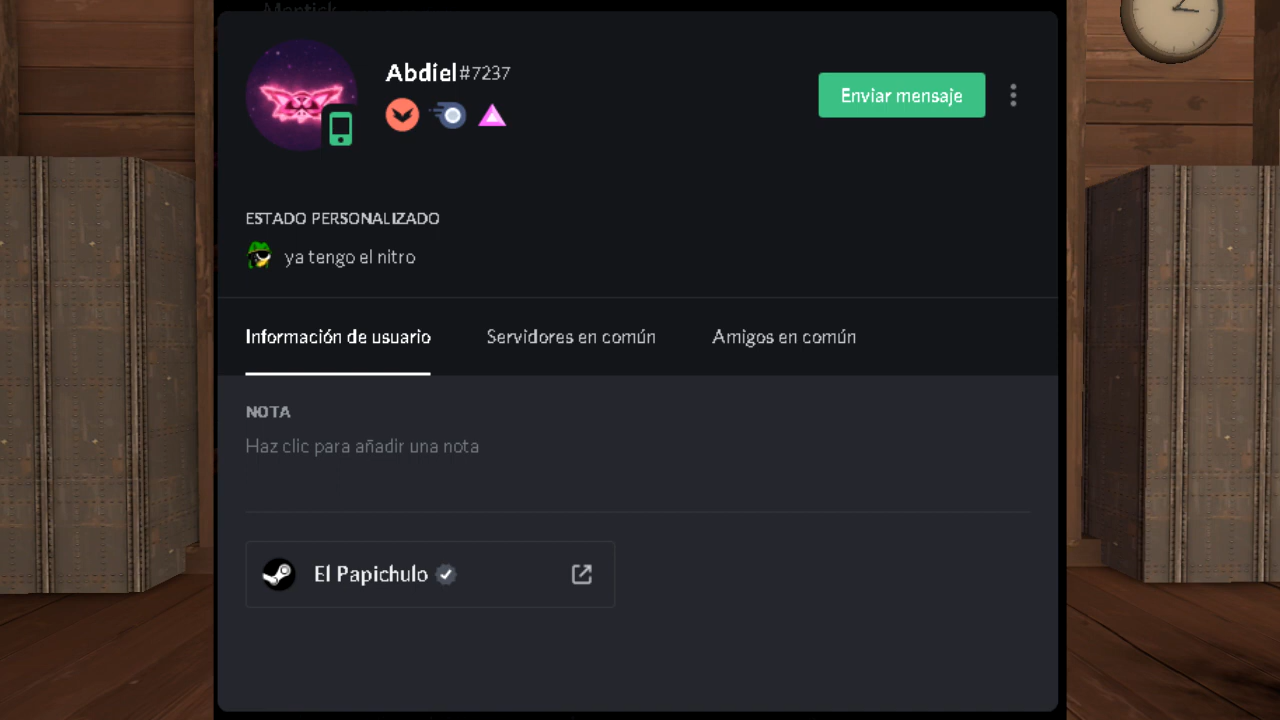 Abdiel#7237
Enviar mensaje
ESTADO PERSONALIZADO
ya tengo el nitro
Información de usuario
Servidores en común
Amigos en común
NOTA
Haz clic para añadir una nota
El Papichulo